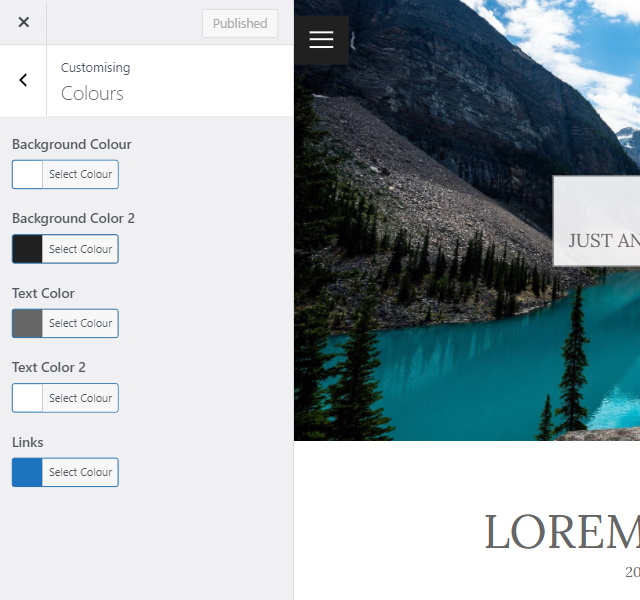 Published
Customising
Colours
Background Colour
Select Colour
Background Color 2
Select Colour
Text Color
Select Colour
Text Color 2
Select Colour
Links
Select Colour
JUST AN
LOREM
20